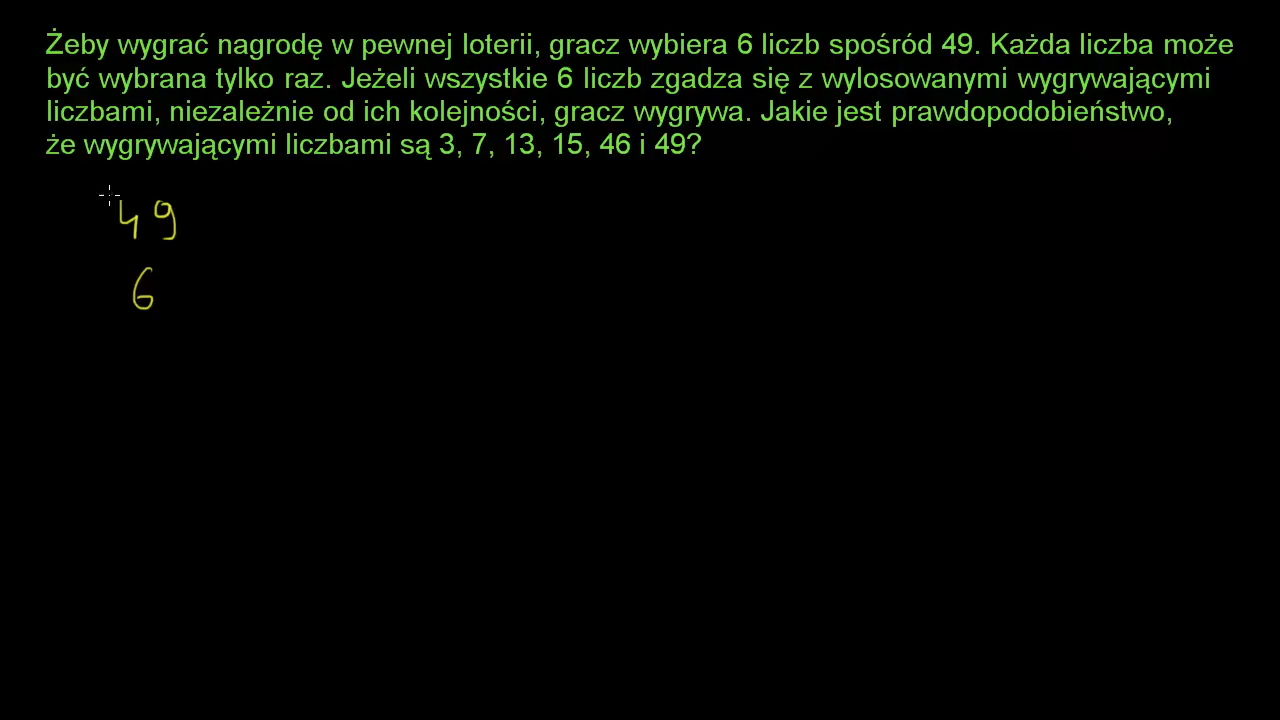 Żeby wygrać nagrodę w pewnej loterii, gracz wybiera 6 liczb spośród 49. Każda liczba może
być wybrana tylko raz. Jeżeli wszystkie 6 liczb zgadza się z wylosowanymi wygrywającymi
liczbami, niezależnie od ich kolejności, gracz wygrywa. Jakie jest prawdopodobieństwo,
że wygrywającymi liczbami są 3, 7, 13, 15, 46 i 49?
49
6